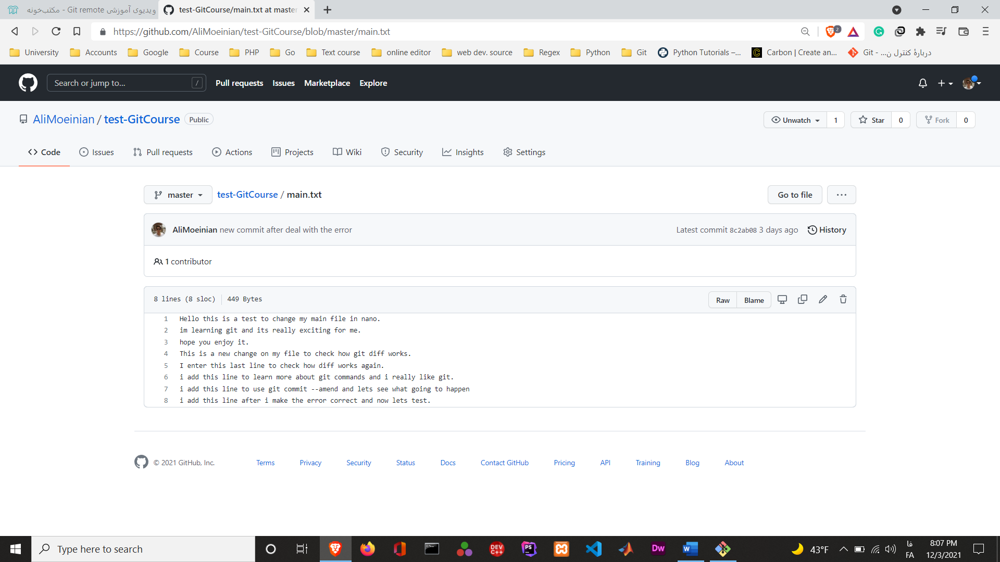 ویدیوی آموزشی Git remote - مکتب‌خونه
test-GitCourse/main.txt at master
https://github.com/AliMoeinian/test-GitCourse/blob/master/main.txt
2
University Accounts Google Course PHP Go Text course online editor web dev. source Regex Python Git Python Tutorials –... Carbon | Create an... Git - ...دربارهٔ کنترل ن
Search or jump to... / Pull requests Issues Marketplace Explore
AliMoeinian / test-GitCourse Public Unwatch 1 Star 0 Fork 0
Code Issues Pull requests Actions Projects Wiki Security Insights Settings
master test-GitCourse / main.txt Go to file ...
AliMoeinian new commit after deal with the error Latest commit 8c2ab08 3 days ago History
1 contributor
8 lines (8 sloc) 449 Bytes Raw Blame
1 Hello this is a test to change my main file in nano.
2 im learning git and its really exciting for me.
3 hope you enjoy it.
4 This is a new change on my file to check how git diff works.
5 I enter this last line to check how diff works again.
6 i add this line to learn more about git commands and i really like git.
7 i add this line to use git commit --amend and lets see what going to happen
8 i add this line after i make the error correct and now lets test.
© 2021 GitHub, Inc. Terms Privacy Security Status Docs Contact GitHub Pricing API Training Blog About
Type here to search DEV C++ PS Dw W 43°F فا FA 8:07 PM 12/3/2021